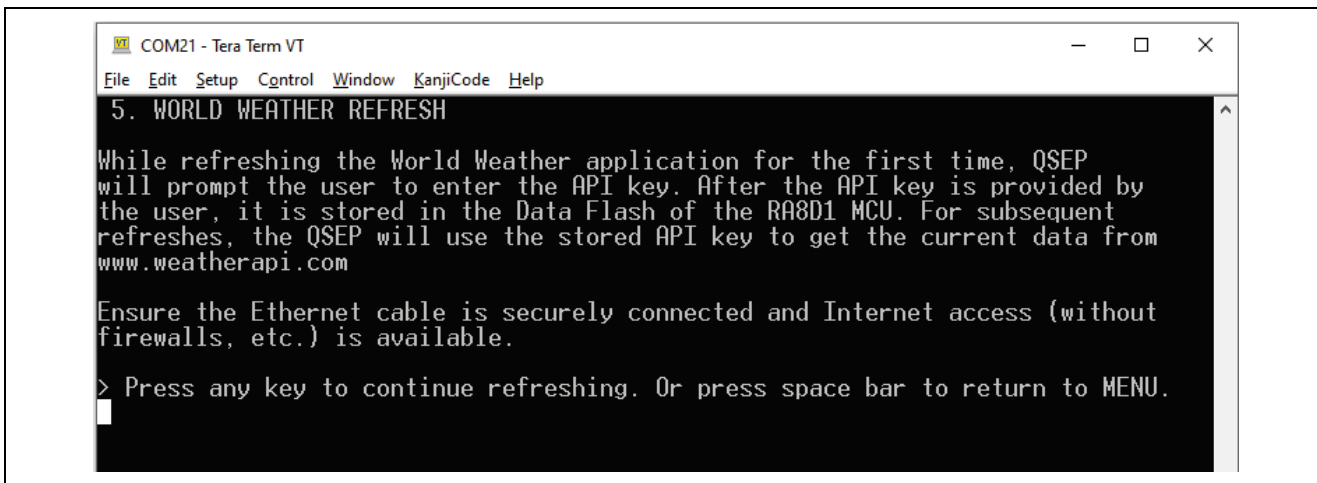 VT COM21 - Tera Term VT
File Edit Setup Control Window KanjiCode Help
5. WORLD WEATHER REFRESH
While refreshing the World Weather application for the first time, QSEP
will prompt the user to enter the API key. After the API key is provided by
the user, it is stored in the Data Flash of the RA8D1 MCU. For subsequent
refreshes, the QSEP will use the stored API key to get the current data from
www.weatherapi.com
Ensure the Ethernet cable is securely connected and Internet access (without
firewalls, etc.) is available.
> Press any key to continue refreshing. Or press space bar to return to MENU.